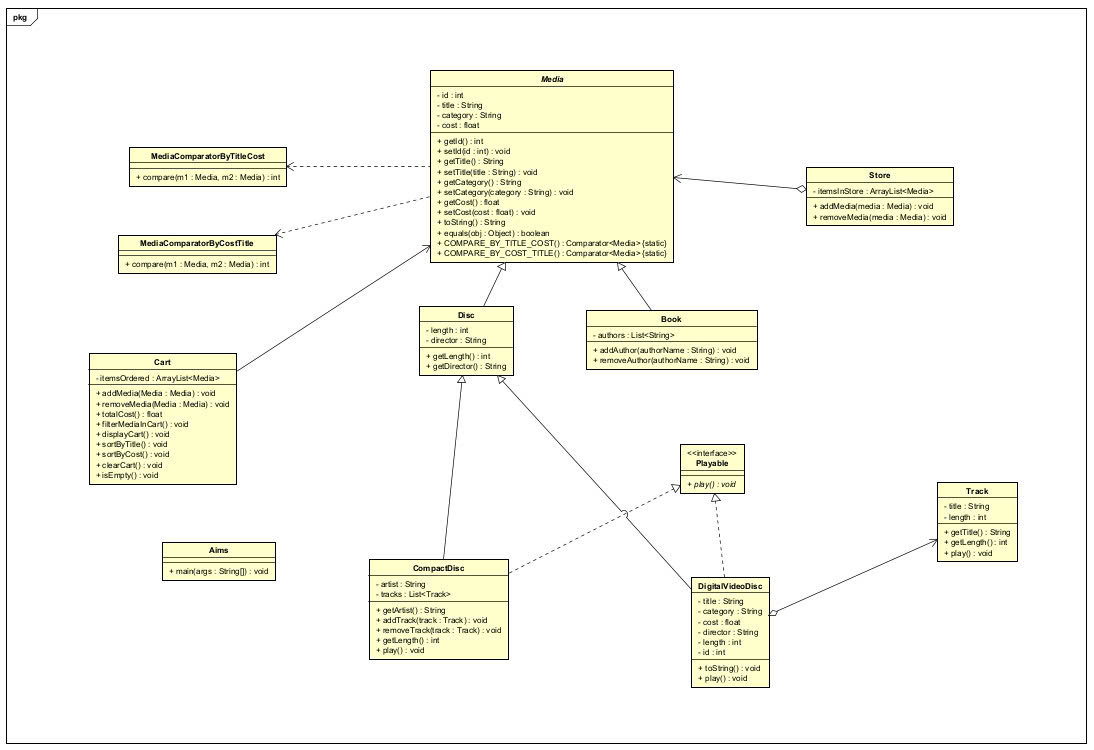 pkg
Media
- id : int
- title : String
- category : String
- cost : float
+ getId() : int
+ setId(id : int) : void
+ getTitle() : String
+ setTitle(title : String) : void
+ getCategory() : String
+ setCategory(category : String) : void
+ getCost() : float
+ setCost(cost : float) : void
+ toString() : String
+ equals(obj : Object) : boolean
+ COMPARE_BY_TITLE_COST() : Comparator<Media> {static}
+ COMPARE_BY_COST_TITLE() : Comparator<Media> {static}
MediaComparatorByTitleCost
+ compare(m1 : Media, m2 : Media) : int
Store
- itemsInStore : ArrayList<Media>
+ addMedia(media : Media) : void
+ removeMedia(media : Media) : void
MediaComparatorByCostTitle
+ compare(m1 : Media, m2 : Media) : int
Disc
- length : int
- director : String
+ getLength() : int
+ getDirector() : String
Book
- authors : List<String>
+ addAuthor(authorName : String) : void
+ removeAuthor(authorName : String) : void
Cart
- itemsOrdered : ArrayList<Media>
+ addMedia(Media : Media) : void
+ removeMedia(Media : Media) : void
+ totalCost() : float
+ filterMediaInCart() : void
+ displayCart() : void
+ sortByTitle() : void
+ sortByCost() : void
+ clearCart() : void
+ isEmpty() : void
<<interface>>
Playable
+ play() : void
Track
- title : String
- length : int
+ getTitle() : String
+ getLength() : int
+ play() : void
Aims
+ main(args : String[]) : void
CompactDisc
- artist : String
- tracks : List<Track>
+ getArtist() : String
+ addTrack(track : Track) : void
+ removeTrack(track : Track) : void
+ getLength() : int
+ play() : void
DigitalVideoDisc
- title : String
- category : String
- cost : float
- director : String
- length : int
- id : int
+ toString() : void
+ play() : void